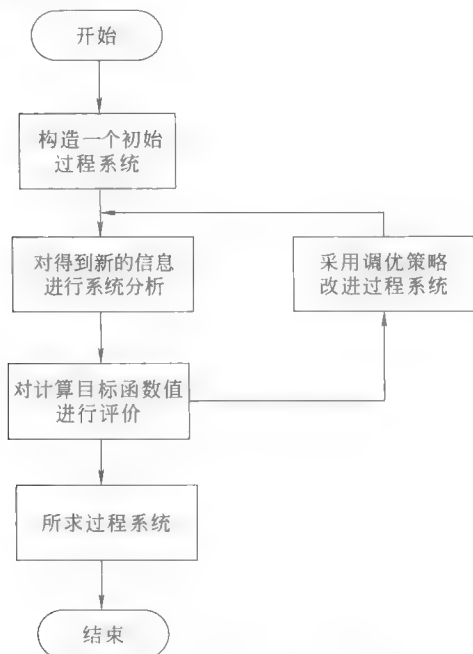 开始
构造一个初始
过程系统
对得到新的信息
进行系统分析
采用调优策略
改进过程系统
对计算目标函数值
进行评价
所求过程系统
结束